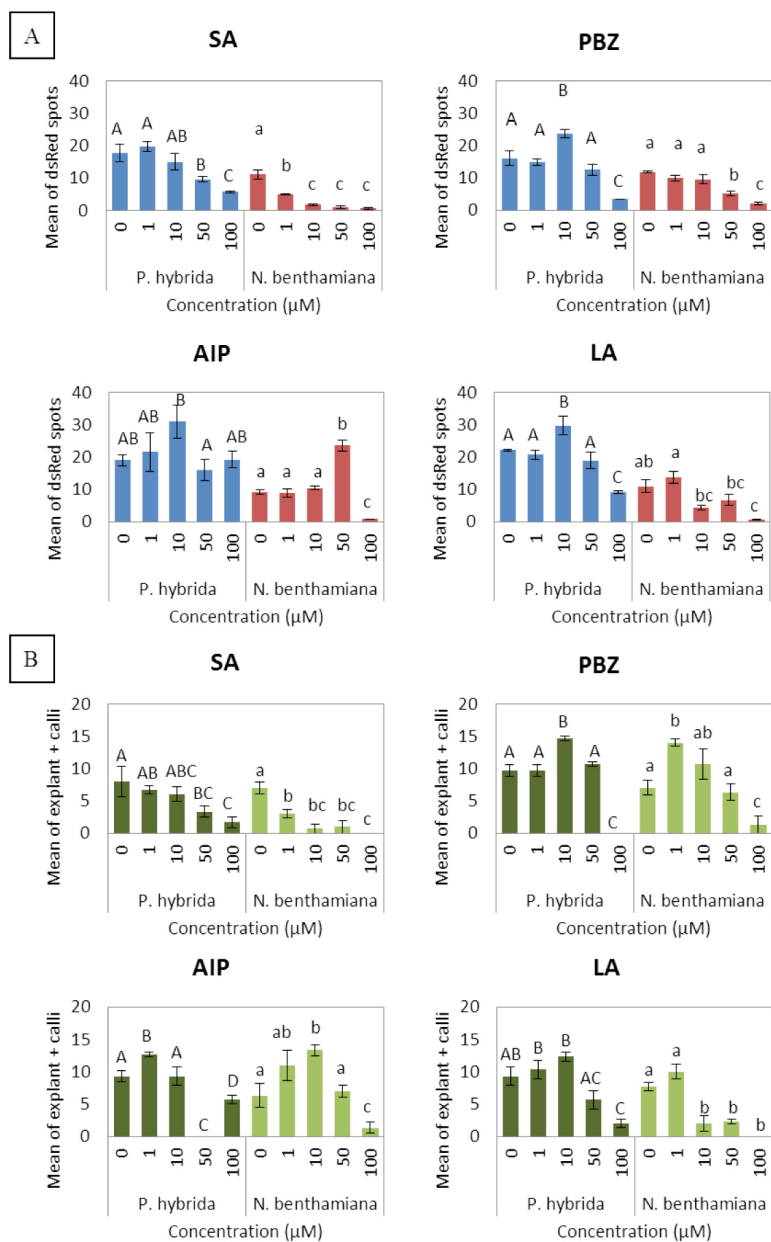 A
SA
Mean of dsRed spots
40
30
20
10
0
A A AB B C a b c c c
0 1 10 50 100 0 1 10 50 100
P. hybrida N. benthamiana
Concentration (µM)
PBZ
Mean of dsRed spots
40
30
20
10
0
A A B A C a a a b c
0 1 10 50 100 0 1 10 50 100
P. hybrida N. benthamiana
Concentration (µM)
AIP
Mean of dsRed spots
40
30
20
10
0
AB AB B A AB a a a b c
0 1 10 50 100 0 1 10 50 100
P. hybrida N. benthamiana
Concentration (µM)
LA
Mean of dsRed spots
40
30
20
10
0
A A B A C ab a bc bc c
0 1 10 50 100 0 1 10 50 100
P. hybrida N. benthamiana
Concentratrion (µM)
B
SA
Mean of explant + calli
20
15
10
5
0
A AB ABC BC C a b bc bc c
0 1 10 50 100 0 1 10 50 100
P. hybrida N. benthamiana
Concentration (µM)
PBZ
Mean of explant + calli
20
15
10
5
0
A A B A C a b ab a c
0 1 10 50 100 0 1 10 50 100
P. hybrida N. benthamiana
Concentration (µM)
AIP
Mean of explant + calli
20
15
10
5
0
A B A C D a ab b a c
0 1 10 50 100 0 1 10 50 100
P. hybrida N. benthamiana
Concentration (µM)
LA
Mean of explant + calli
20
15
10
5
0
AB B B AC C a a b b b
0 1 10 50 100 0 1 10 50 100
P. hybrida N. benthamiana
Concentration (µM)